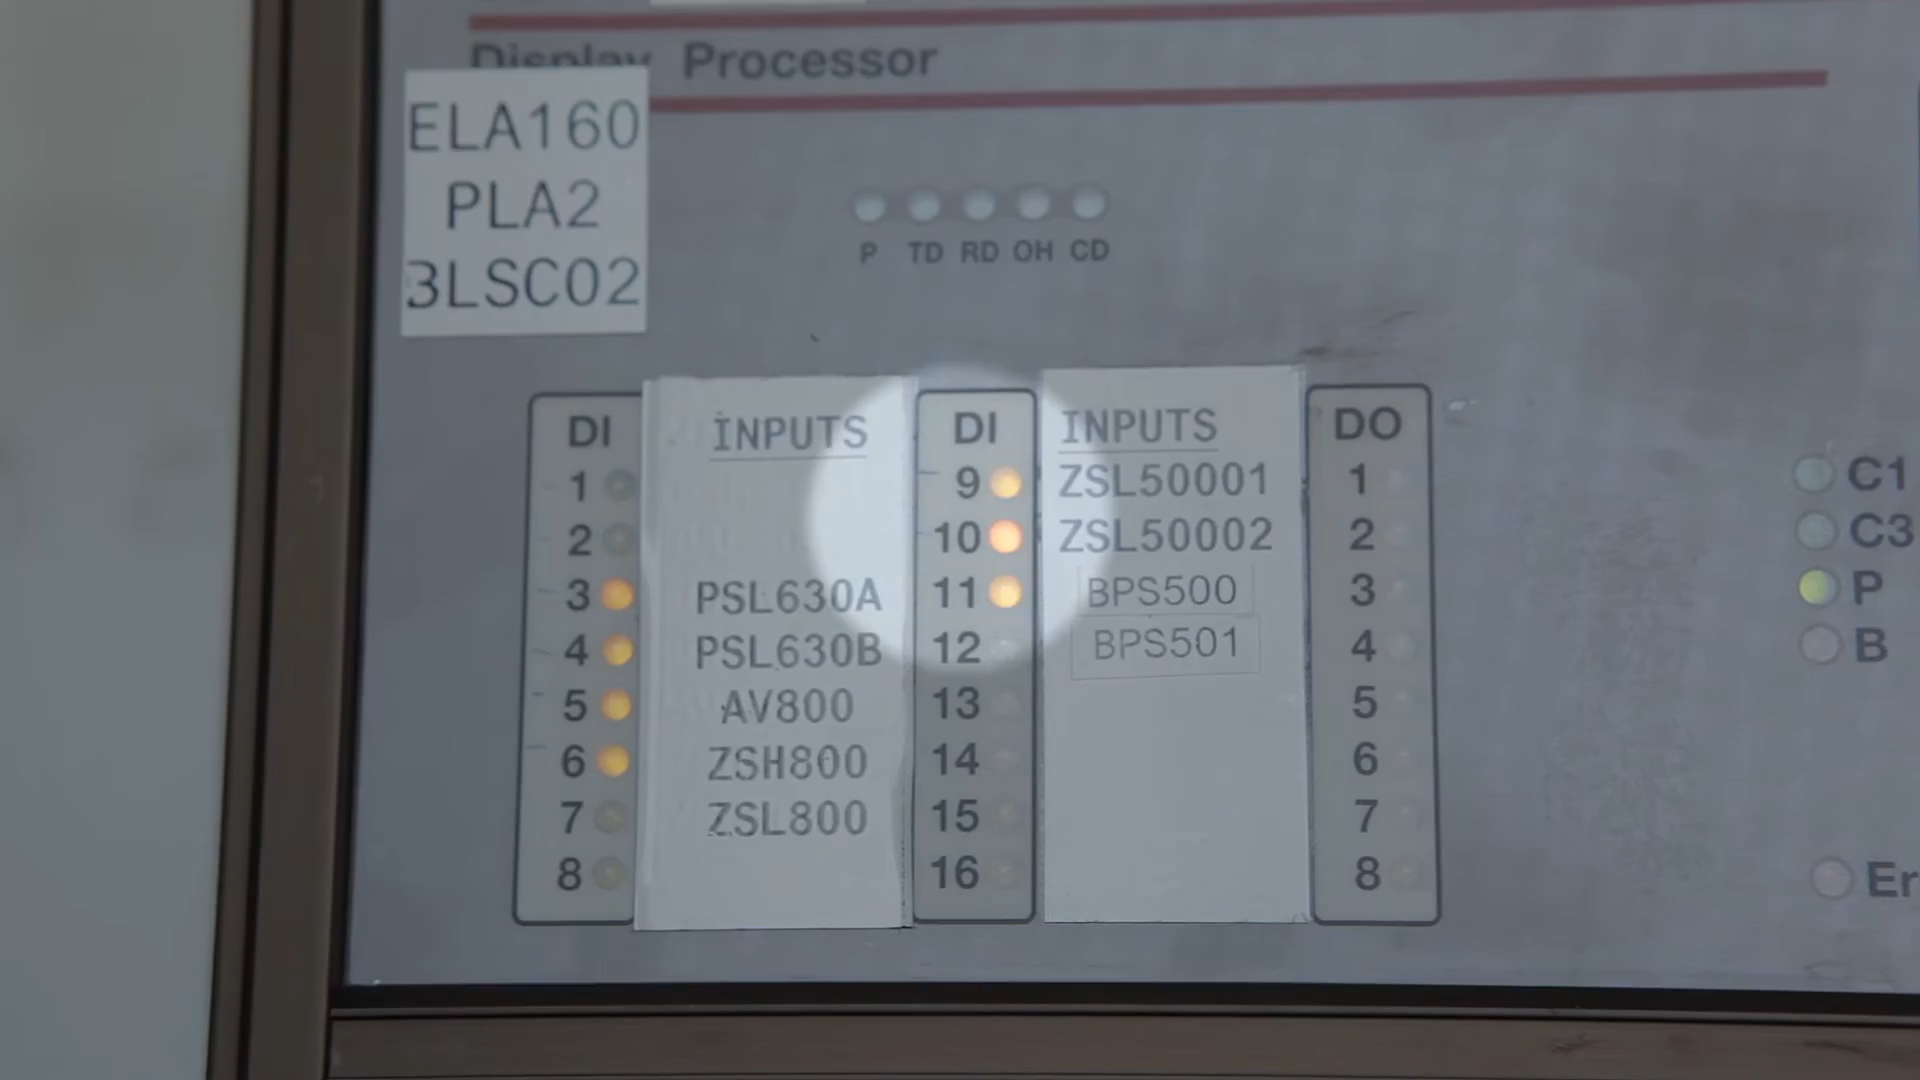 Display Processor
ELA160
PLA2
BLSC02
P TD RD OH CD
DI
1
2
3
4
5
6
7
8
INPUTS
PSL630A
PSL630B
AV800
ZSH800
ZSL800
DI
9
10
11
12
13
14
15
16
INPUTS
ZSL50001
ZSL50002
BPS500
BPS501
DO
1
2
3
4
5
6
7
8
C1
C3
P
B